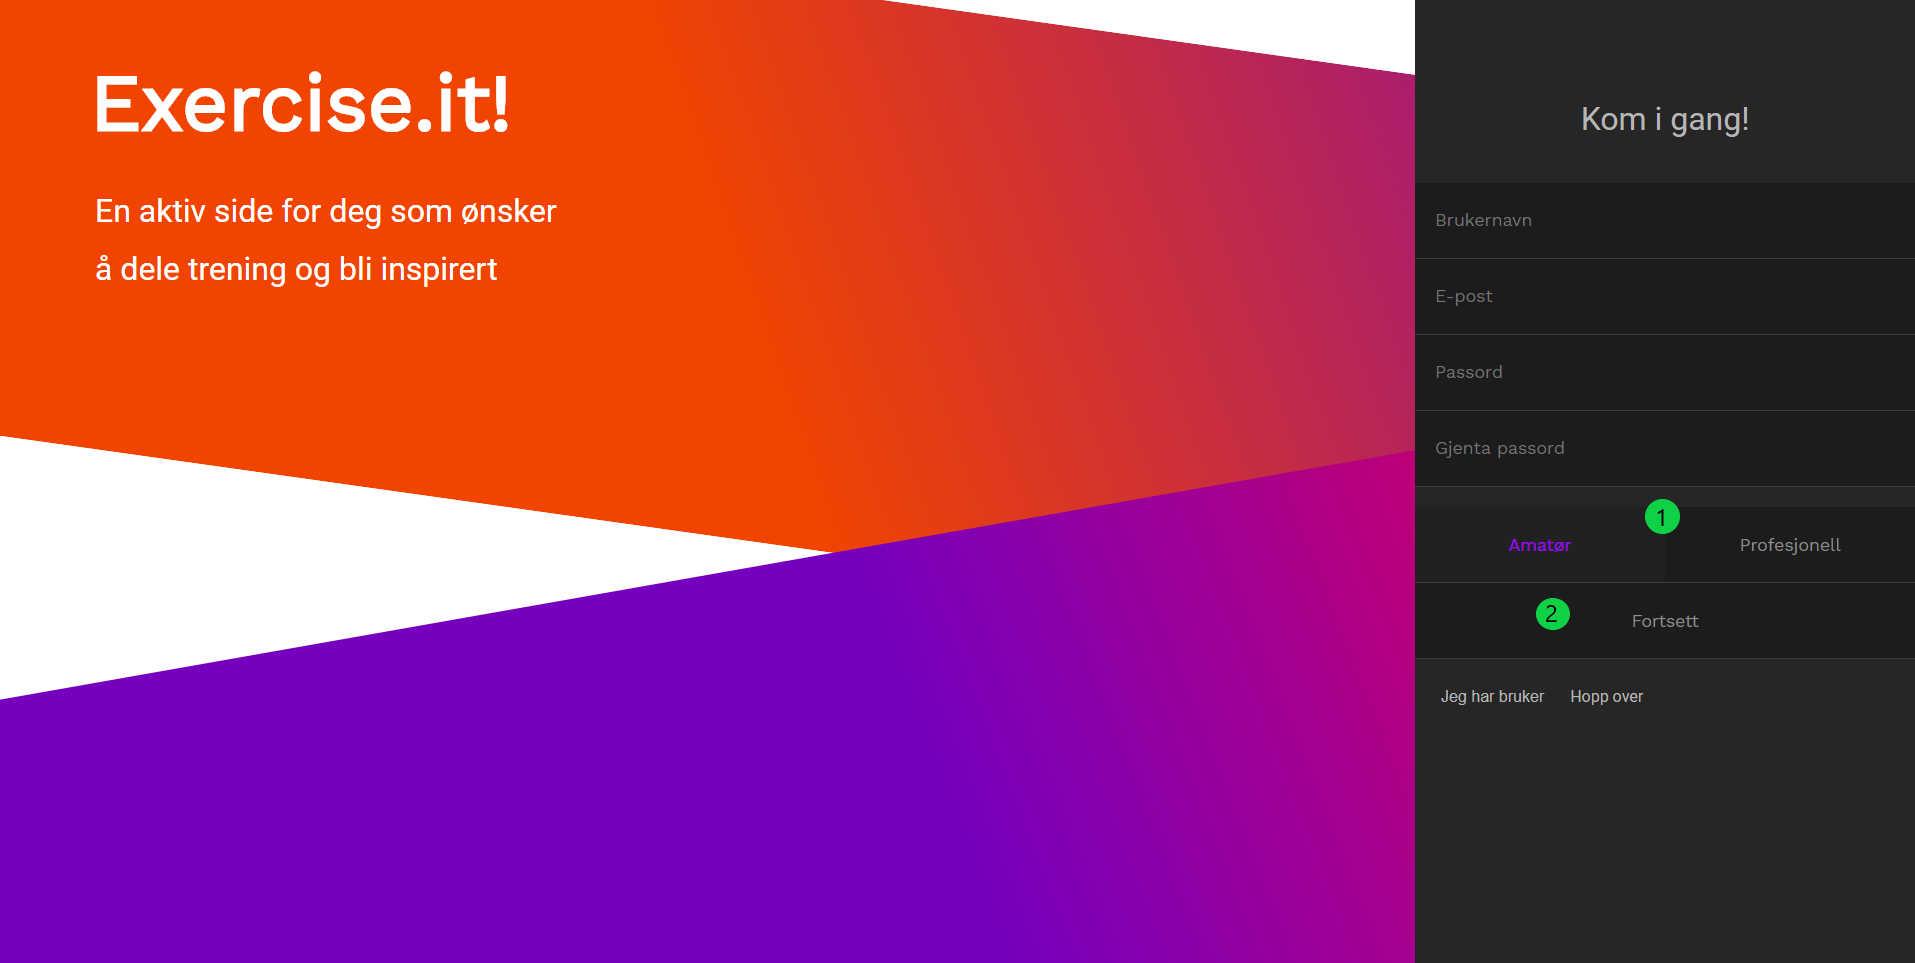 Exercise.it!
En aktiv side for deg som ønsker
å dele trening og bli inspirert
Kom i gang!
Brukernavn
E-post
Passord
Gjenta passord
1
Amatør Profesjonell
2 Fortsett
Jeg har bruker Hopp over